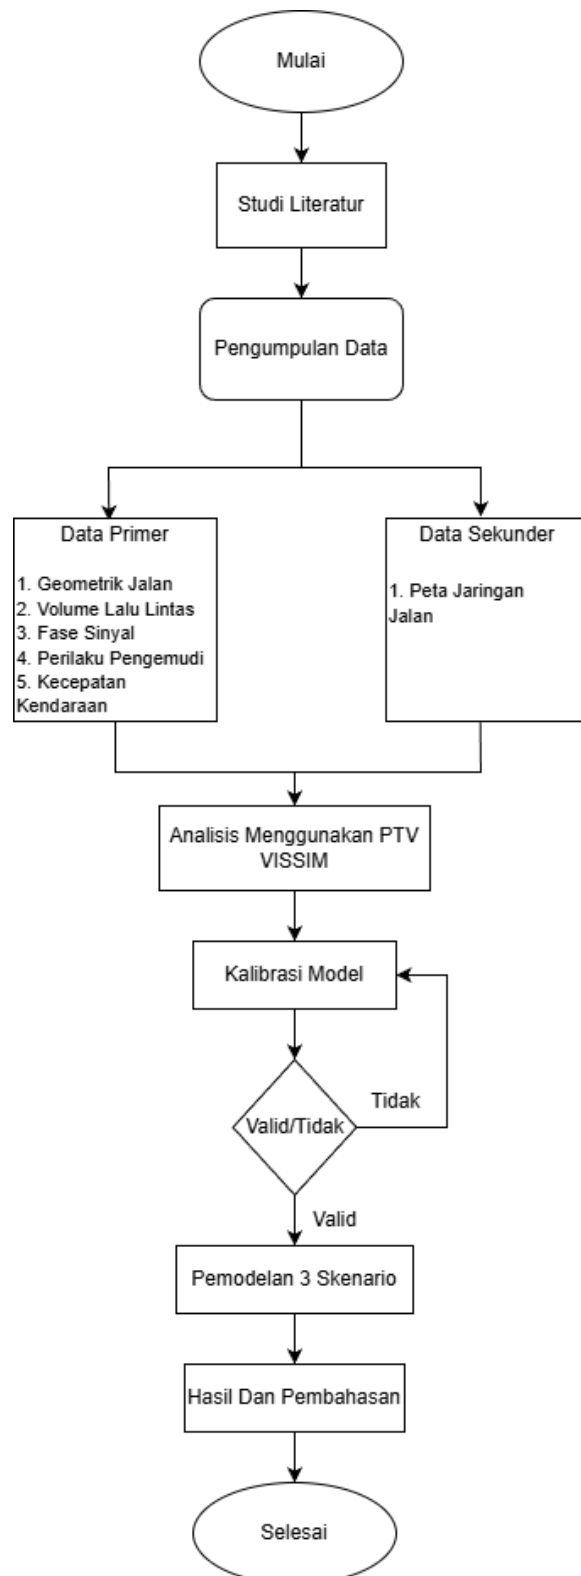 Mulai
Studi Literatur
Pengumpulan Data
Data Primer
1. Geometrik Jalan
2. Volume Lalu Lintas
3. Fase Sinyal
4. Perilaku Pengemudi
5. Kecepatan
Kendaraan
Data Sekunder
1. Peta Jaringan
Jalan
Analisis Menggunakan PTV
VISSIM
Kalibrasi Model
Valid/Tidak
Tidak
Valid
Pemodelan 3 Skenario
Hasil Dan Pembahasan
Selesai